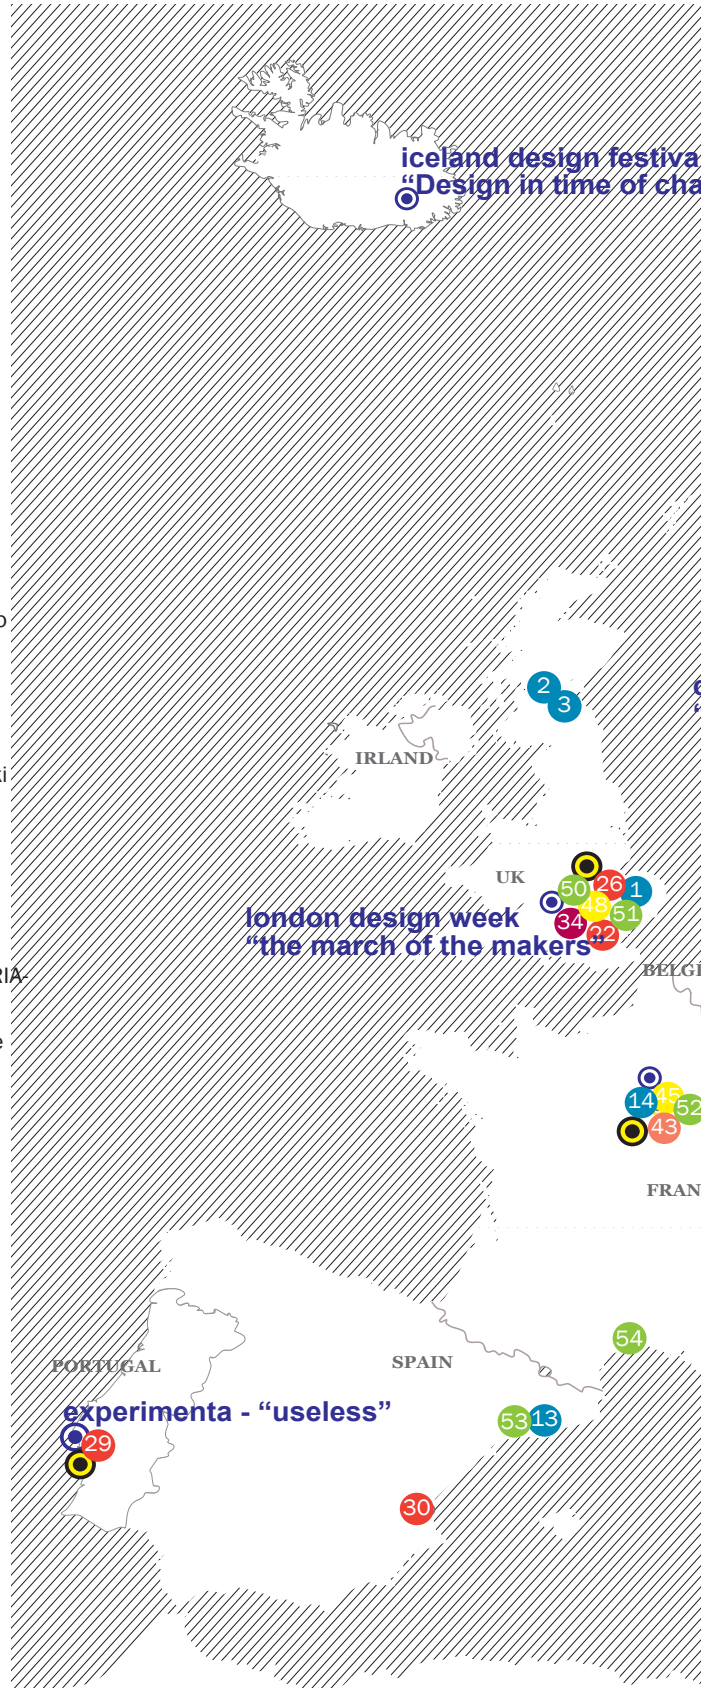 iceland design festiva
“Design in time of cha
o
2
3
IRLAND
ki
UK
50
26
1
48
51
34
22
london design week
“the march of the makers”
RIA-
BELGI
e
45
14
52
43
FRAN
54
PORTUGAL
SPAIN
experimenta - “useless”
53
13
29
30